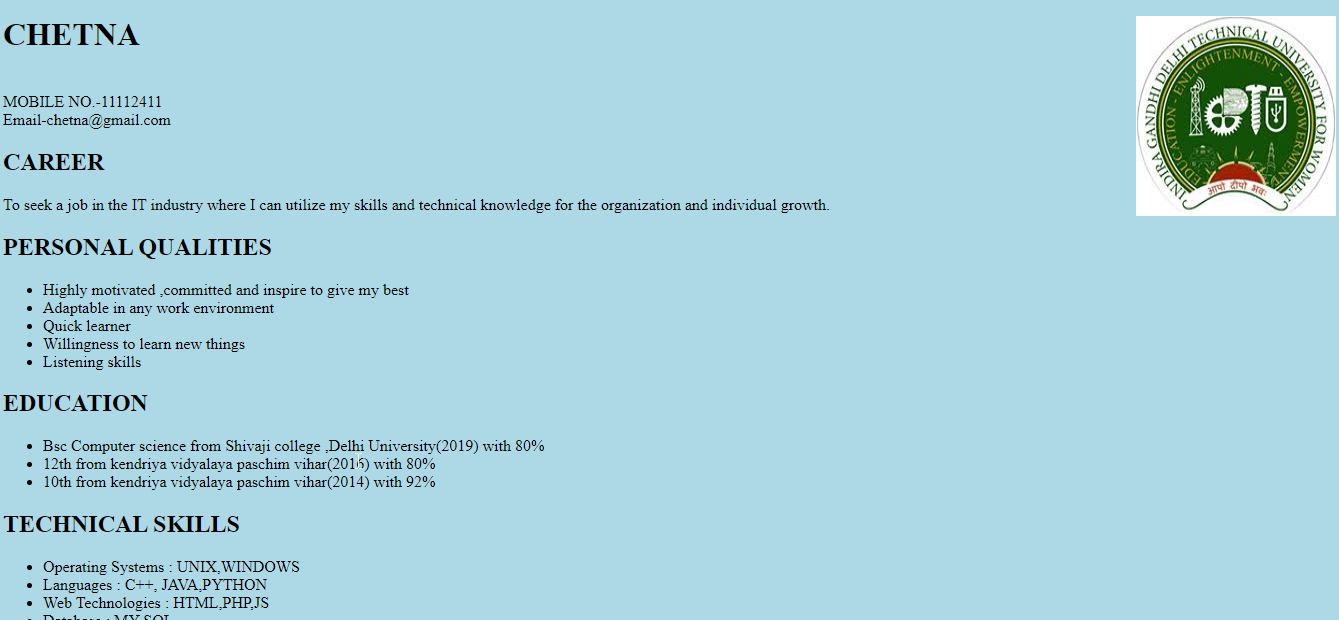 CHETNA
MOBILE NO.-11112411
Email-chetna@gmail.com
INDIRA GANDHI DELHI TECHNICAL UNIVERSITY FOR WOMEN
EDUCATION - ENLIGHTENMENT - EMPOWERMENT
आपो दीपो भवः
CAREER
To seek a job in the IT industry where I can utilize my skills and technical knowledge for the organization and individual growth.
PERSONAL QUALITIES
Highly motivated ,committed and inspire to give my best
Adaptable in any work environment
Quick learner
Willingness to learn new things
Listening skills
EDUCATION
Bsc Computer science from Shivaji college ,Delhi University(2019) with 80%
12th from kendriya vidyalaya paschim vihar(2016) with 80%
10th from kendriya vidyalaya paschim vihar(2014) with 92%
TECHNICAL SKILLS
Operating Systems : UNIX,WINDOWS
Languages : C++, JAVA,PYTHON
Web Technologies : HTML,PHP,JS
Database : MY SQL